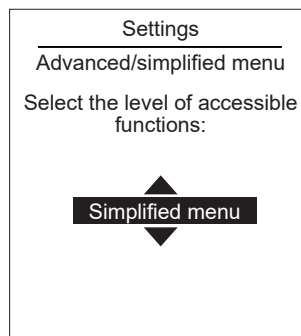 Settings
Advanced/simplified menu
Select the level of accessible
functions:
Simplified menu